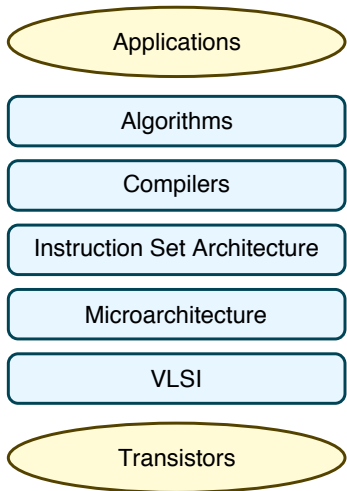 Applications
Algorithms
Compilers
Instruction Set Architecture
Microarchitecture
VLSI
Transistors